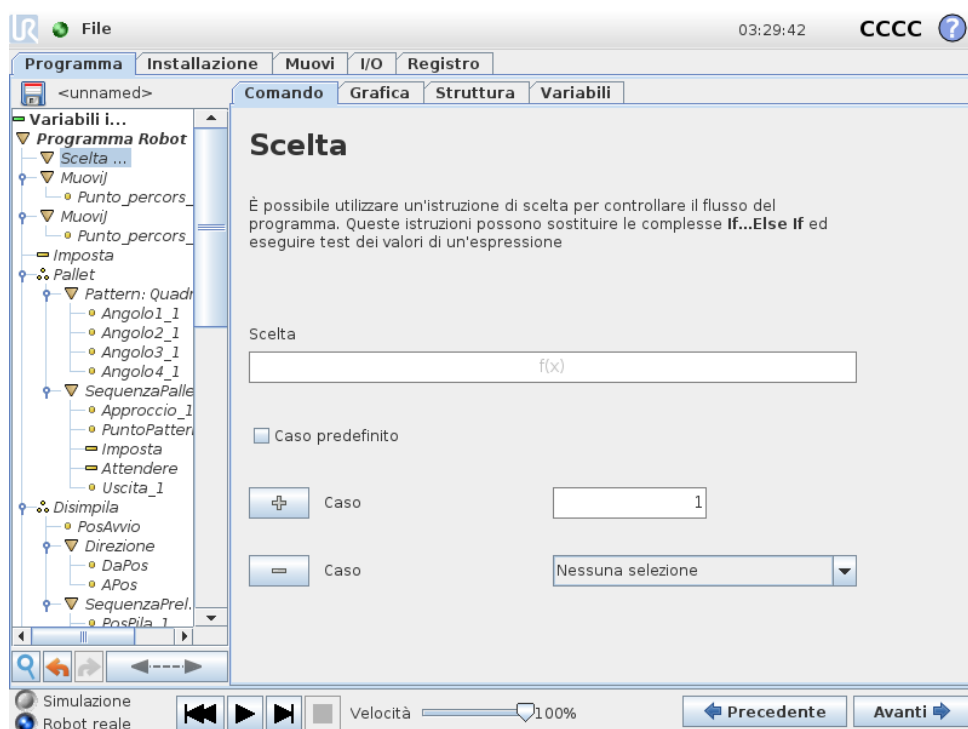 UR File 03:29:42 CCCC ?
Programma Installazione Muovi I/O Registro
<unnamed>
Comando Grafica Struttura Variabili
Variabili i...
Programma Robot
Scelta ...
MuoviJ
Punto_percors_
MuoviJ
Punto_percors_
Imposta
Pallet
Pattern: Quadr
Angolo1_1
Angolo2_1
Angolo3_1
Angolo4_1
SequenzaPalle
Approccio_1
PuntoPatter
Imposta
Attendere
Uscita_1
Disimpila
PosAvvio
Direzione
DaPos
APos
SequenzaPrel.
PosPila_1
Scelta
È possibile utilizzare un'istruzione di scelta per controllare il flusso del
programma. Queste istruzioni possono sostituire le complesse If...Else If ed
eseguire test dei valori di un'espressione
Scelta
f(x)
Caso predefinito
Caso 1
Caso Nessuna selezione
Simulazione
Robot reale
Velocità 100%
Precedente Avanti